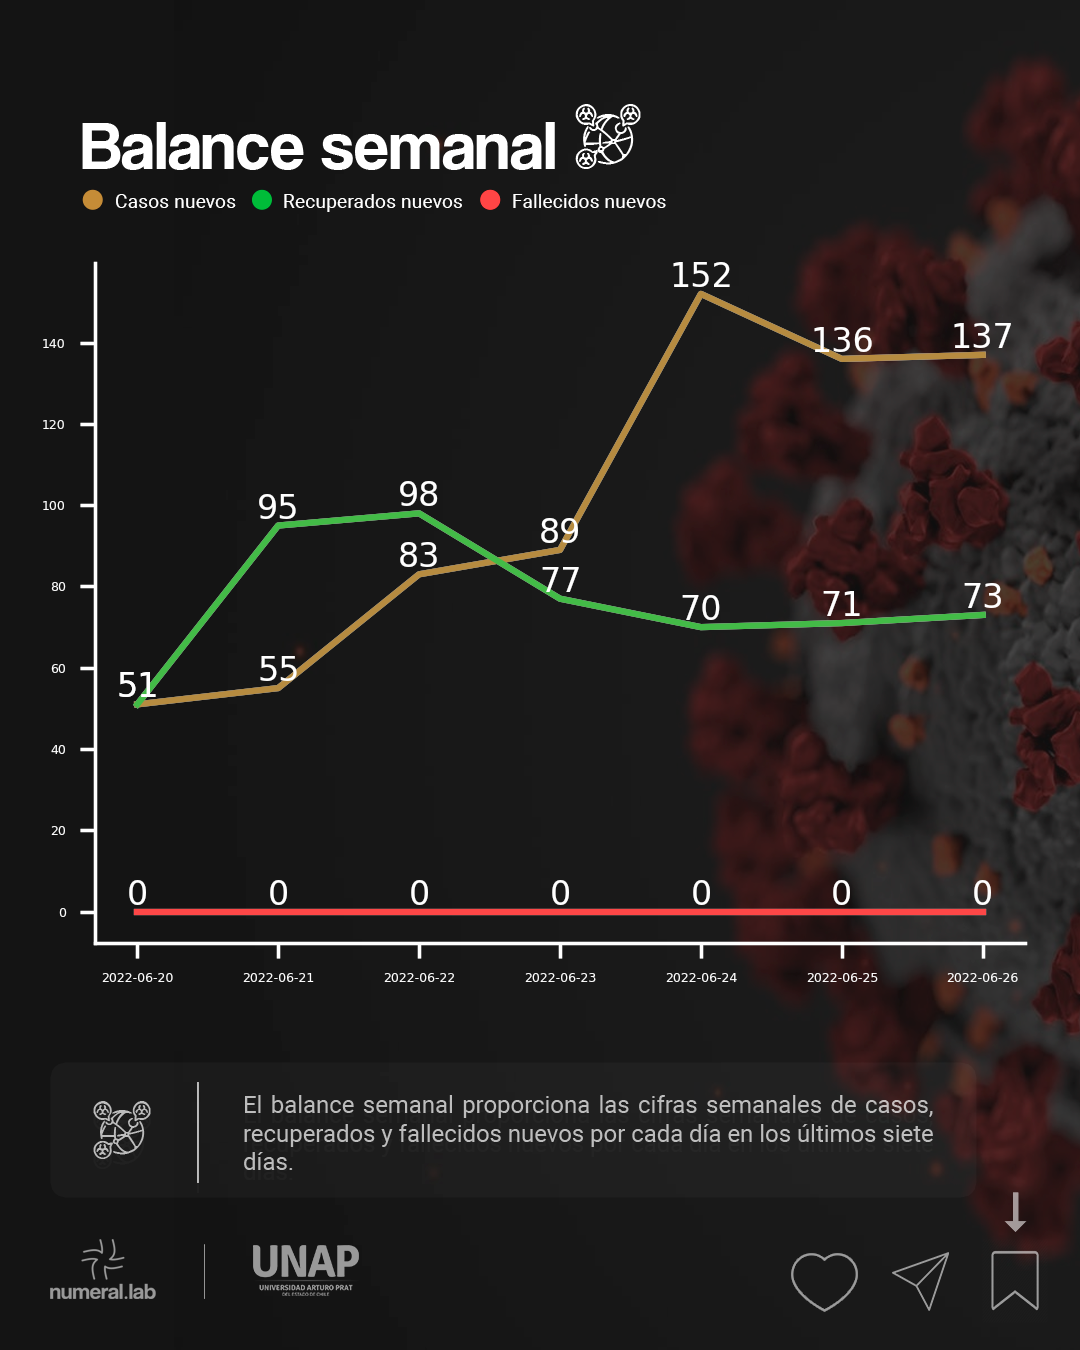 Balance semanal
Casos nuevos Recuperados nuevos Fallecidos nuevos
152
136
137
140
120
100
80
60
40
20
0
95
98
89
83
77
70
71
73
51
55
0 0 0 0 0 0 0
2022-06-20 2022-06-21 2022-06-22 2022-06-23 2022-06-24 2022-06-25 2022-06-26
El balance semanal proporciona las cifras semanales de casos,
recuperados y fallecidos nuevos por cada día en los últimos siete
días.
numeral.lab
UNAP
UNIVERSIDAD ARTURO PRAT
DEL ESTADO DE CHILE